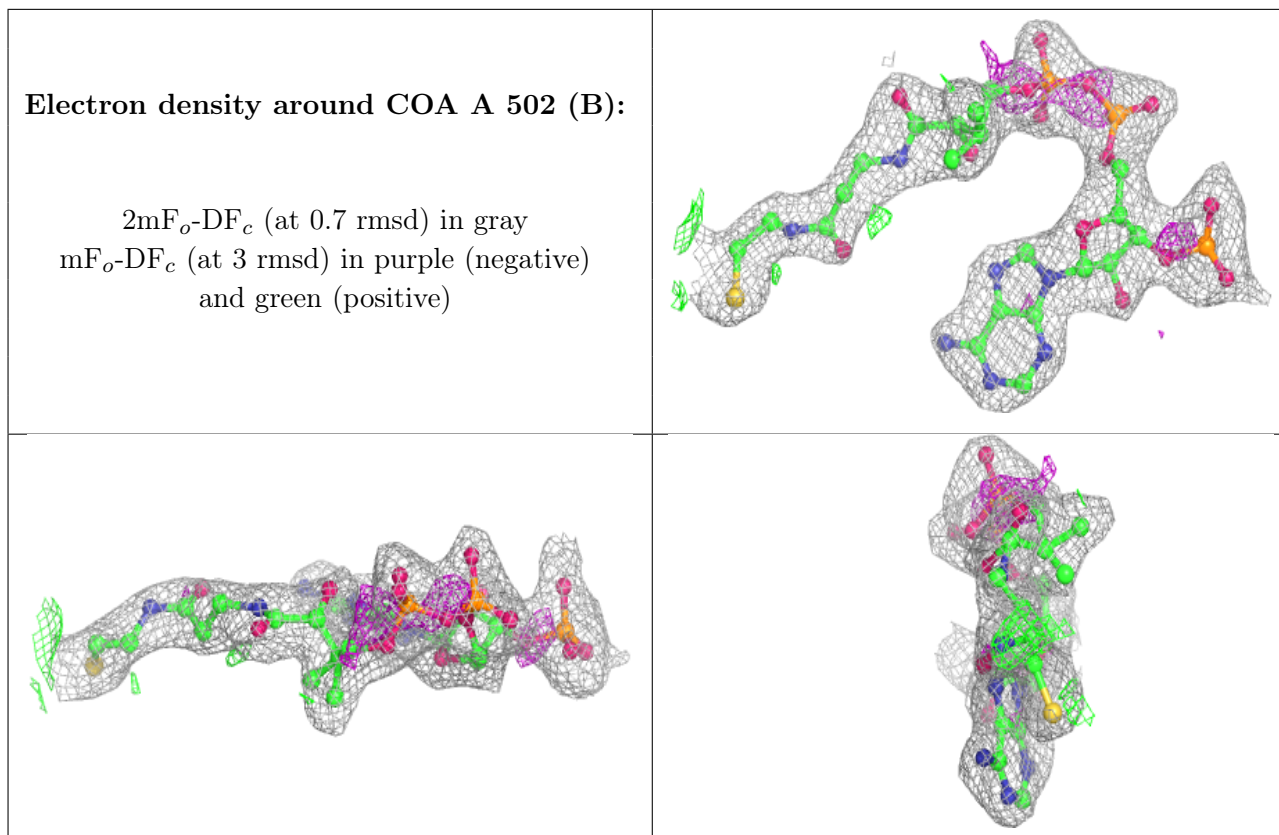 Electron density around COA A 502 (B):
2mFo-DFc (at 0.7 rmsd) in gray
mFo-DFc (at 3 rmsd) in purple (negative)
and green (positive)